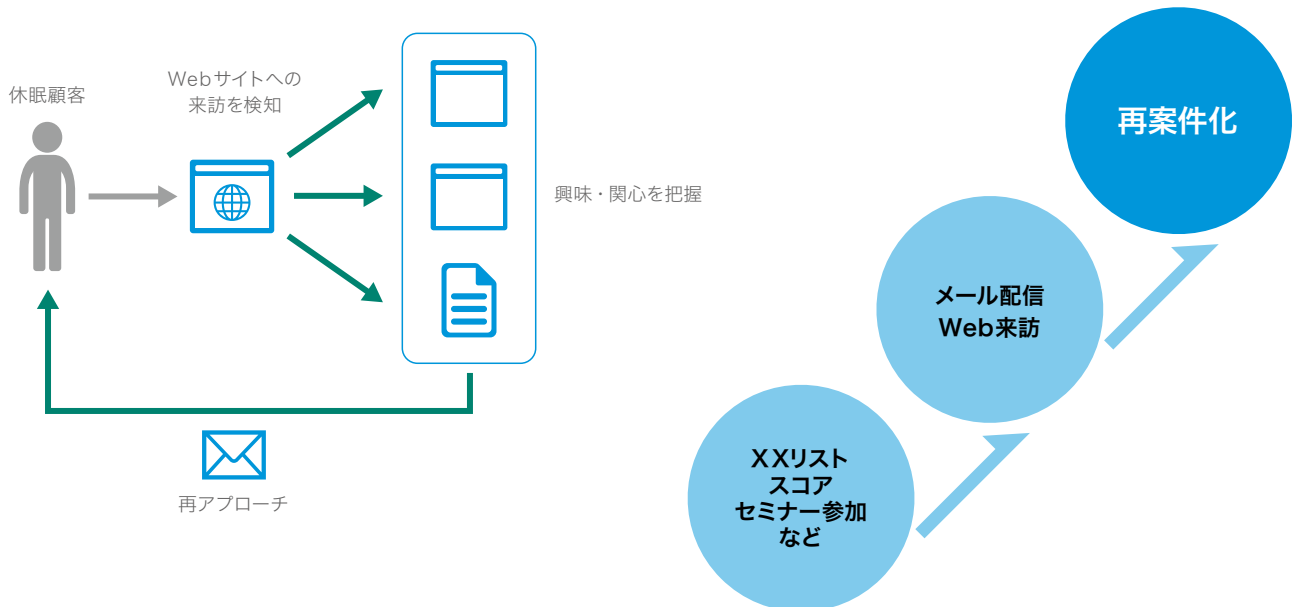 休眠顧客
Webサイトへの
来訪を検知
興味・関心を把握
再アプローチ
再案件化
メール配信
Web来訪
XXリスト
スコア
セミナー参加
など